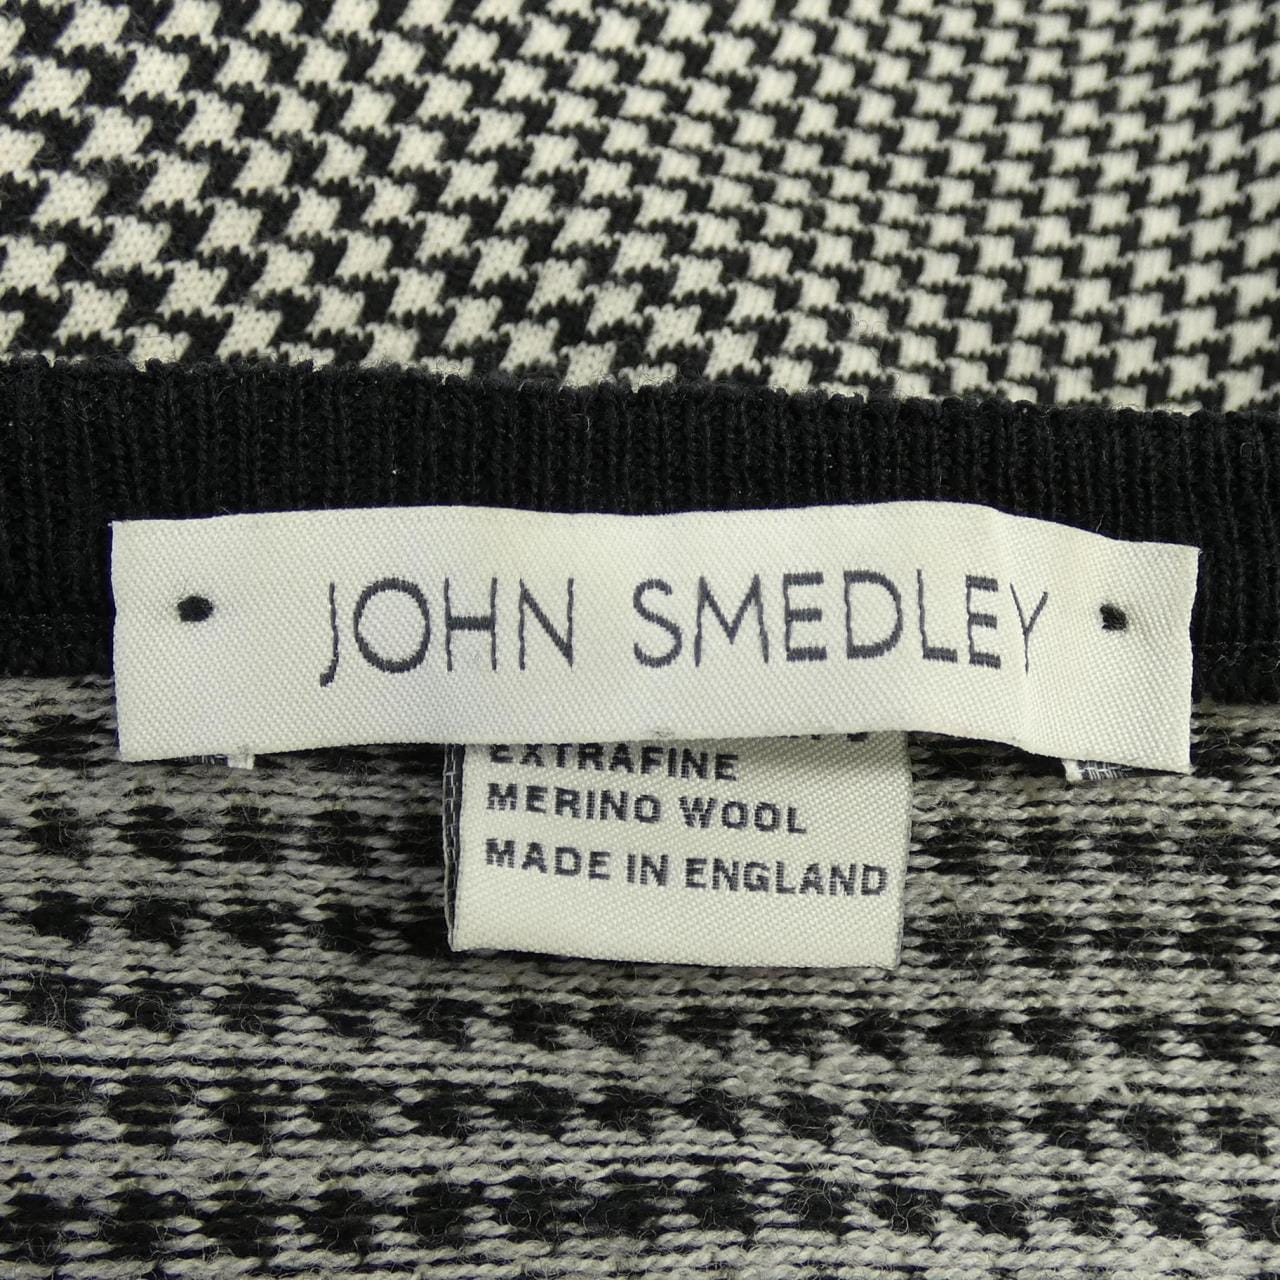 JOHN SMEDLEY
EXTRAFINE
MERINO WOOL
MADE IN ENGLAND